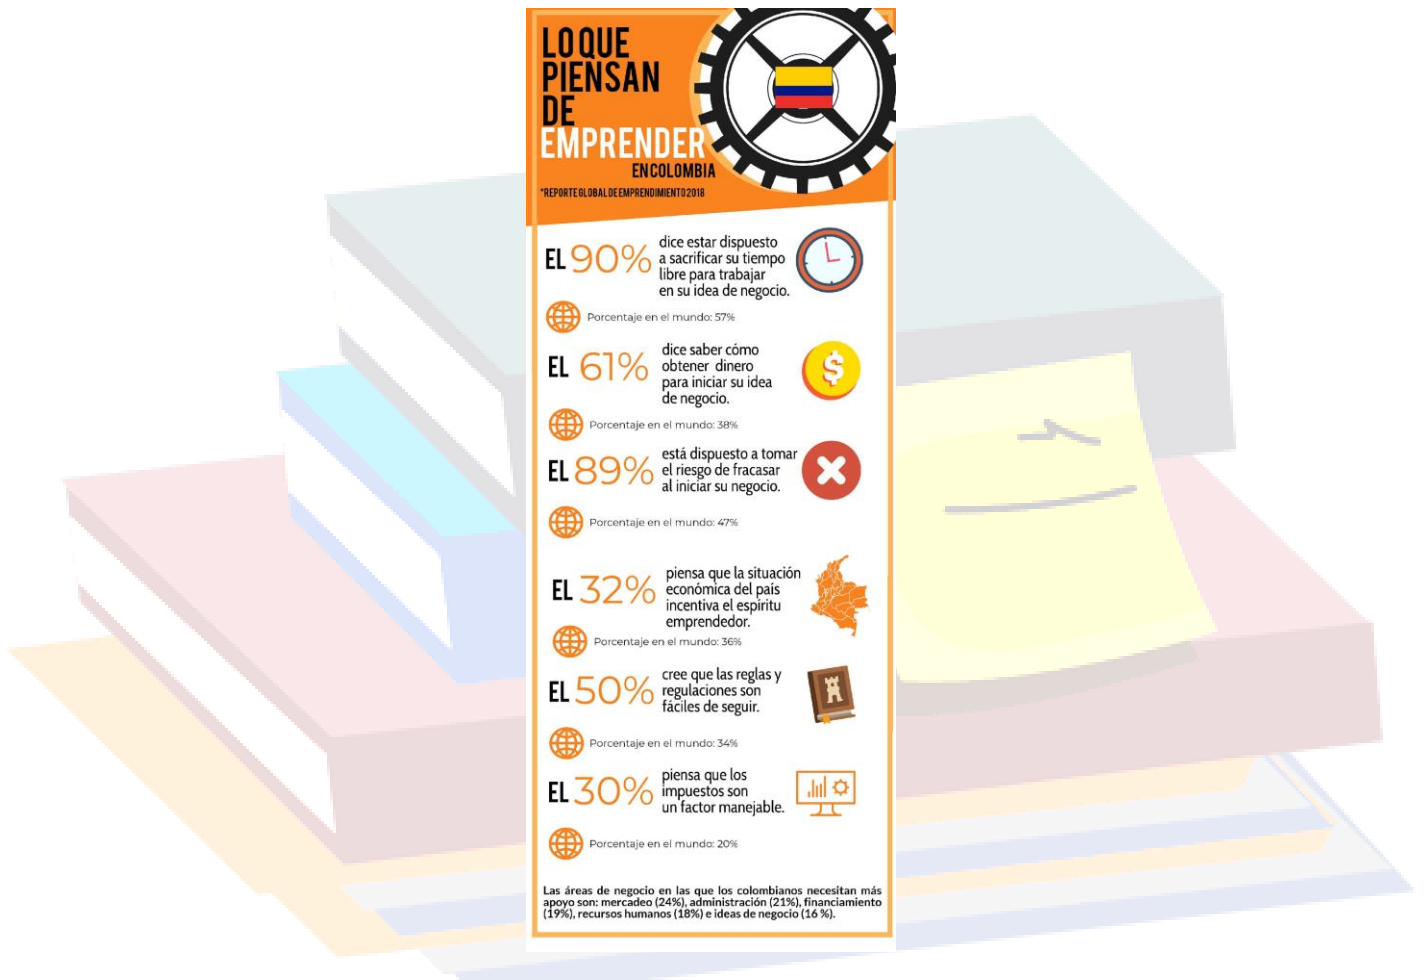 LO QUE
PIENSAN
DE
EMPRENDER
EN COLOMBIA
*REPORTE GLOBAL DE EMPRENDIMIENTO 2018
EL 90%
dice estar dispuesto
a sacrificar su tiempo
libre para trabajar
en su idea de negocio.
Porcentaje en el mundo: 57%
EL 61%
dice saber cómo
obtener dinero
para iniciar su idea
de negocio.
Porcentaje en el mundo: 38%
EL 89%
está dispuesto a tomar
el riesgo de fracasar
al iniciar su negocio.
Porcentaje en el mundo: 47%
EL 32%
piensa que la situación
económica del país
incentiva el espíritu
emprendedor.
Porcentaje en el mundo: 36%
EL 50%
cree que las reglas y
regulaciones son
fáciles de seguir.
Porcentaje en el mundo: 34%
EL 30%
piensa que los
impuestos son
un factor manejable.
Porcentaje en el mundo: 20%
Las áreas de negocio en las que los colombianos necesitan más
apoyo son: mercadeo (24%), administración (21%), financiamiento
(19%), recursos humanos (18%) e ideas de negocio (16 %).